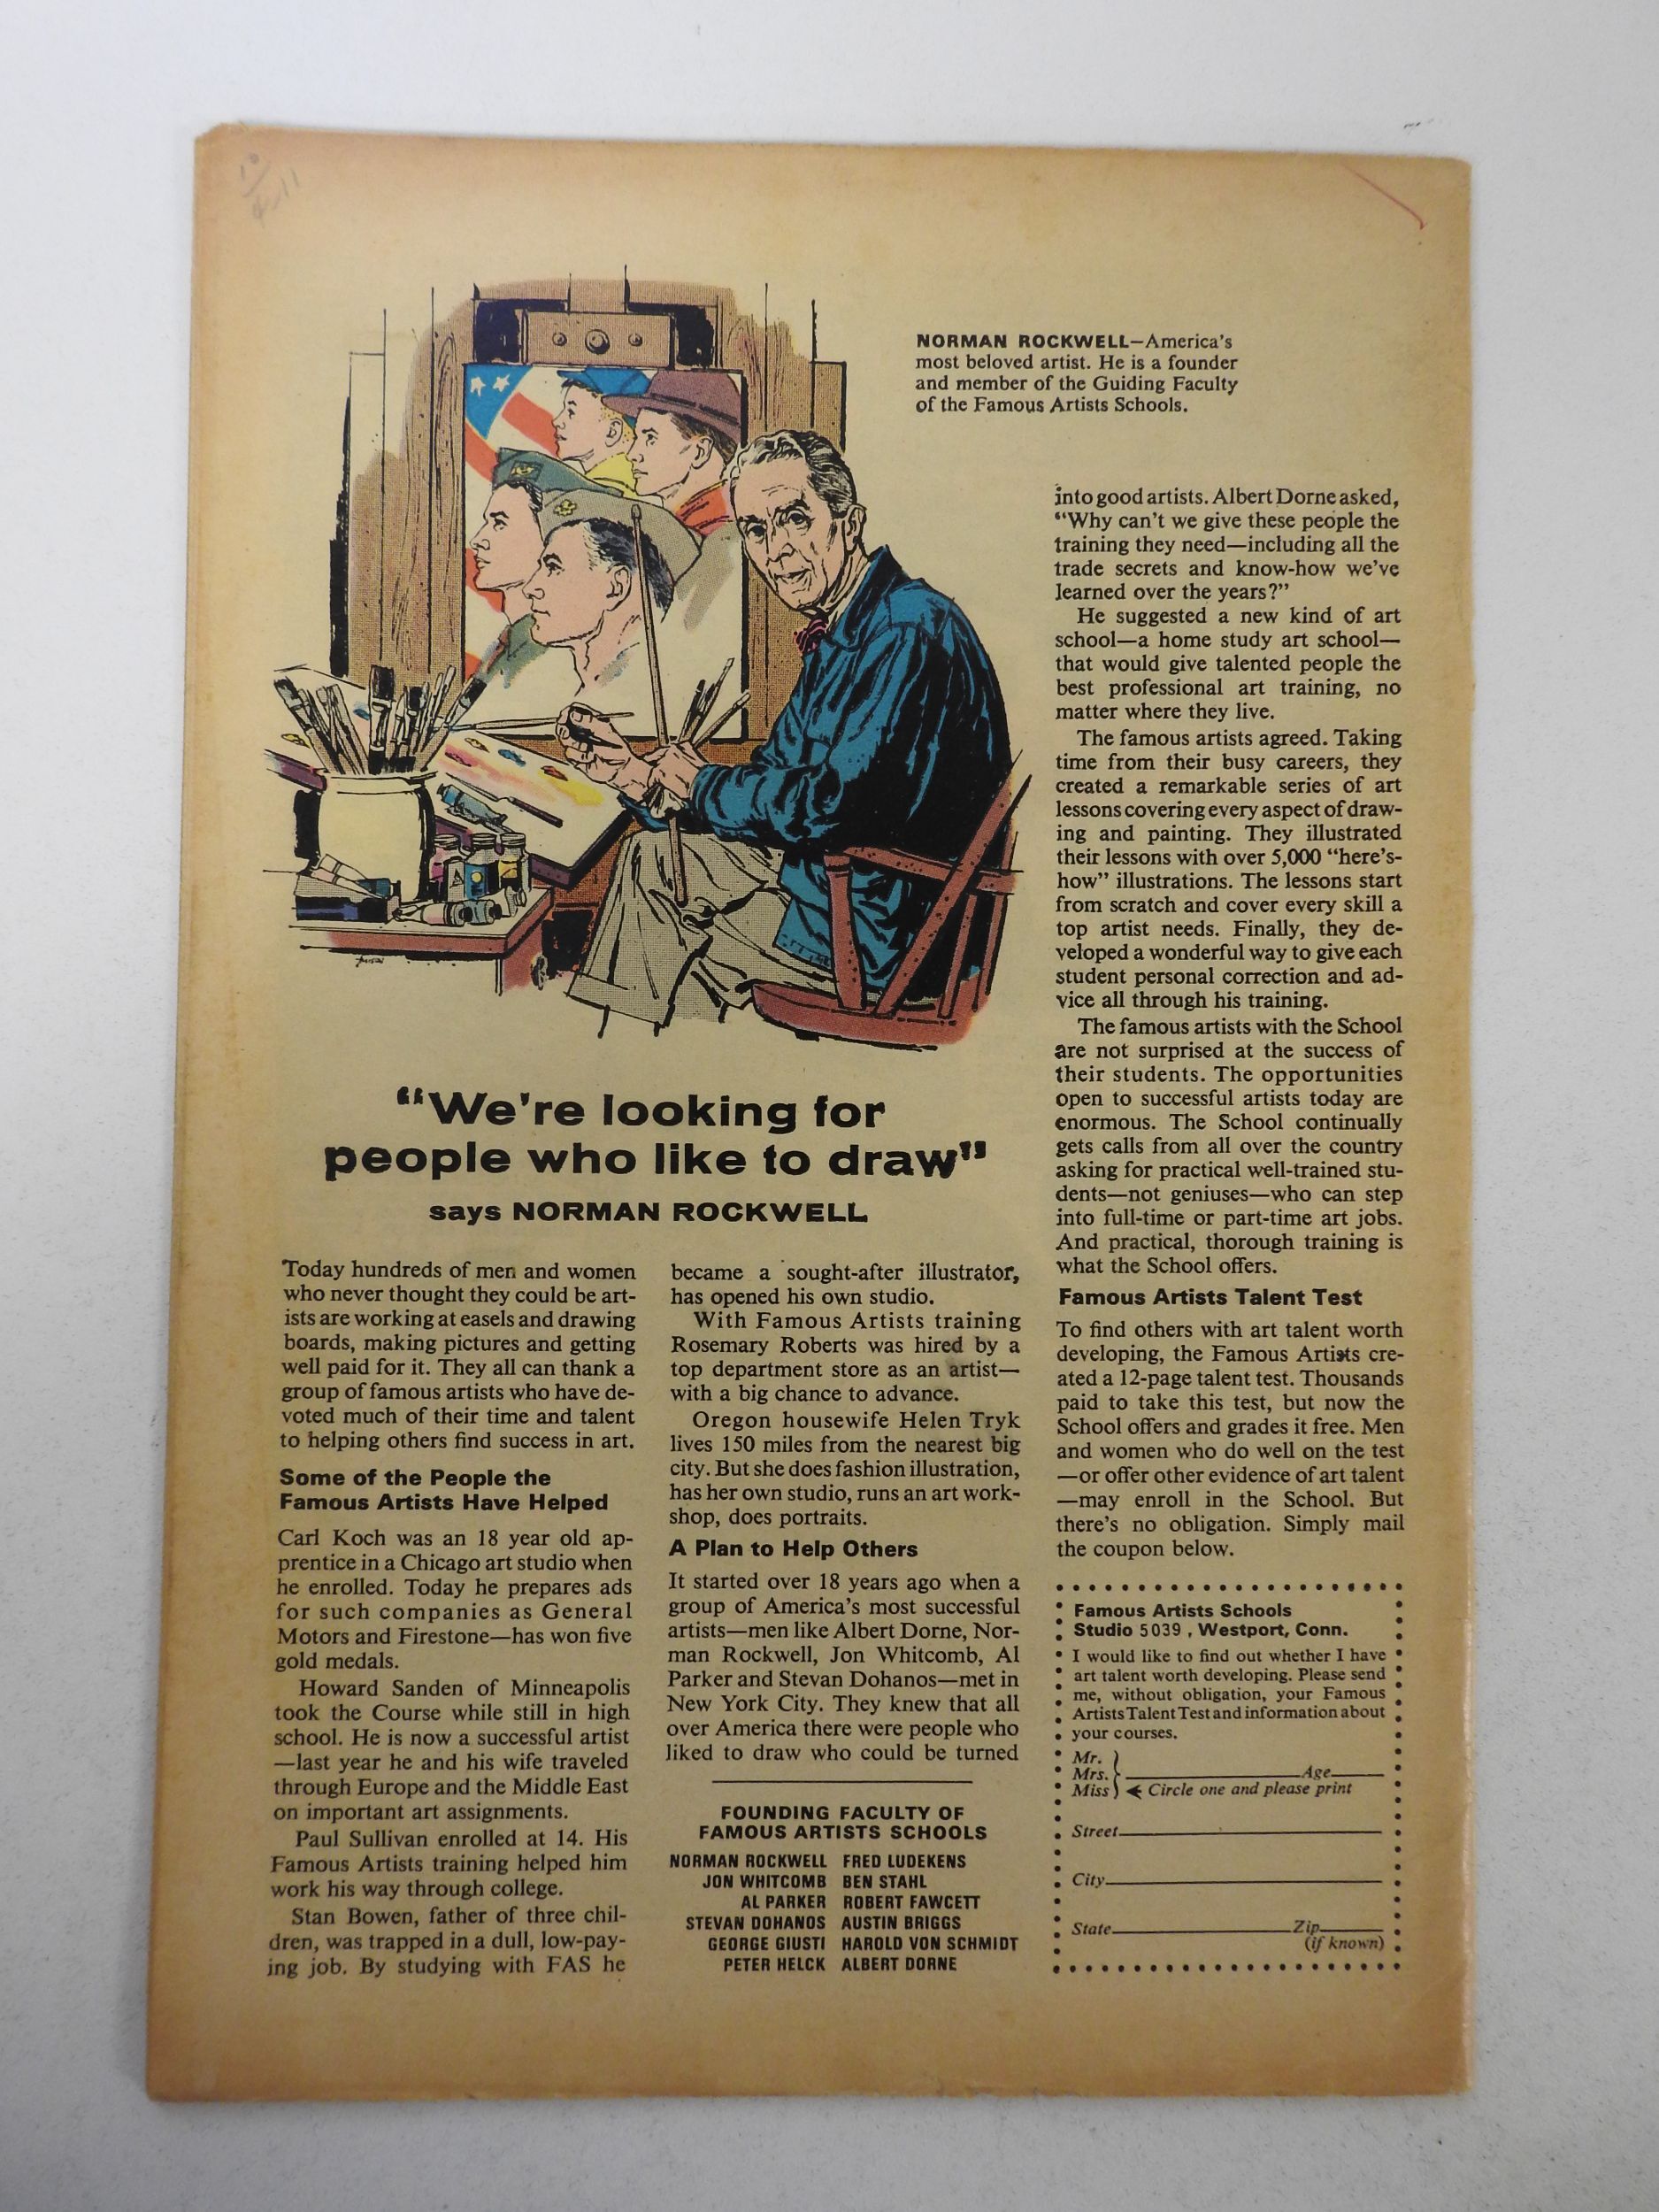 NORMAN ROCKWELL—America's
most beloved artist. He is a founder
and member of the Guiding Faculty
of the Famous Artists Schools.
"We're looking for
people who like to draw"
says NORMAN ROCKWELL
Today hundreds of men and women
who never thought they could be art-
ists are working at easels and drawing
boards, making pictures and getting
well paid for it. They all can thank a
group of famous artists who have de-
voted much of their time and talent
to helping others find success in art.
Some of the People the
Famous Artists Have Helped
Carl Koch was an 18 year old ap-
prentice in a Chicago art studio when
he enrolled. Today he prepares ads
for such companies as General
Motors and Firestone—has won five
gold medals.
Howard Sanden of Minneapolis
took the Course while still in high
school. He is now a successful artist
—last year he and his wife traveled
through Europe and the Middle East
on important art assignments.
Paul Sullivan enrolled at 14. His
Famous Artists training helped him
work his way through college.
Stan Bowen, father of three chil-
dren, was trapped in a dull, low-pay-
ing job. By studying with FAS he
became a sought-after illustrator,
has opened his own studio.
With Famous Artists training
Rosemary Roberts was hired by a
top department store as an artist—
with a big chance to advance.
Oregon housewife Helen Tryk
lives 150 miles from the nearest big
city. But she does fashion illustration,
has her own studio, runs an art work-
shop, does portraits.
A Plan to Help Others
It started over 18 years ago when a
group of America's most successful
artists—men like Albert Dorne, Nor-
man Rockwell, Jon Whitcomb, Al
Parker and Stevan Dohanos—met in
New York City. They knew that all
over America there were people who
liked to draw who could be turned
FOUNDING FACULTY OF
FAMOUS ARTISTS SCHOOLS
NORMAN ROCKWELL FRED LUDEKENS
JON WHITCOMB BEN STAHL
AL PARKER ROBERT FAWCETT
STEVAN DOHANOS AUSTIN BRIGGS
GEORGE GIUSTI HAROLD VON SCHMIDT
PETER HELCK ALBERT DORNE
into good artists. Albert Dorne asked,
"Why can't we give these people the
training they need—including all the
trade secrets and know-how we've
learned over the years?"
He suggested a new kind of art
school—a home study art school—
that would give talented people the
best professional art training, no
matter where they live.
The famous artists agreed. Taking
time from their busy careers, they
created a remarkable series of art
lessons covering every aspect of draw-
ing and painting. They illustrated
their lessons with over 5,000 "here's-
how" illustrations. The lessons start
from scratch and cover every skill a
top artist needs. Finally, they de-
veloped a wonderful way to give each
student personal correction and ad-
vice all through his training.
The famous artists with the School
are not surprised at the success of
their students. The opportunities
open to successful artists today are
enormous. The School continually
gets calls from all over the country
asking for practical well-trained stu-
dents—not geniuses—who can step
into full-time or part-time art jobs.
And practical, thorough training is
what the School offers.
Famous Artists Talent Test
To find others with art talent worth
developing, the Famous Artists cre-
ated a 12-page talent test. Thousands
paid to take this test, but now the
School offers and grades it free. Men
and women who do well on the test
—or offer other evidence of art talent
—may enroll in the School. But
there's no obligation. Simply mail
the coupon below.
Famous Artists Schools
Studio 5039, Westport, Conn.
I would like to find out whether I have
art talent worth developing. Please send
me, without obligation, your Famous
Artists Talent Test and information about
your courses.
Mr.
Mrs. Age
Miss Circle one and please print
Street
City
State Zip
(if known)